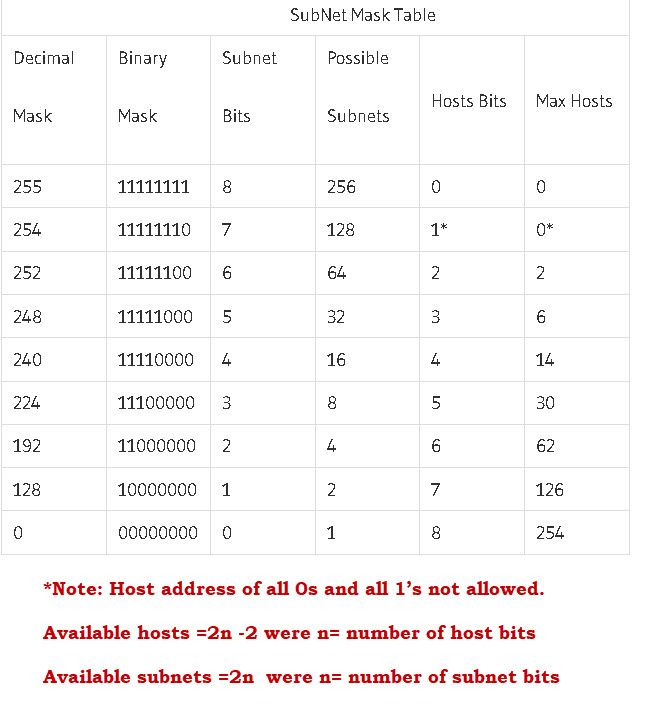 SubNet Mask Table
Decimal Mask Binary Mask Subnet Bits Possible Subnets Hosts Bits Max Hosts
255 11111111 8 256 0 0
254 11111110 7 128 1* 0*
252 11111100 6 64 2 2
248 11111000 5 32 3 6
240 11110000 4 16 4 14
224 11100000 3 8 5 30
192 11000000 2 4 6 62
128 10000000 1 2 7 126
0 00000000 0 1 8 254
*Note: Host address of all 0s and all 1’s not allowed.
Available hosts =2n -2 were n= number of host bits
Available subnets =2n were n= number of subnet bits